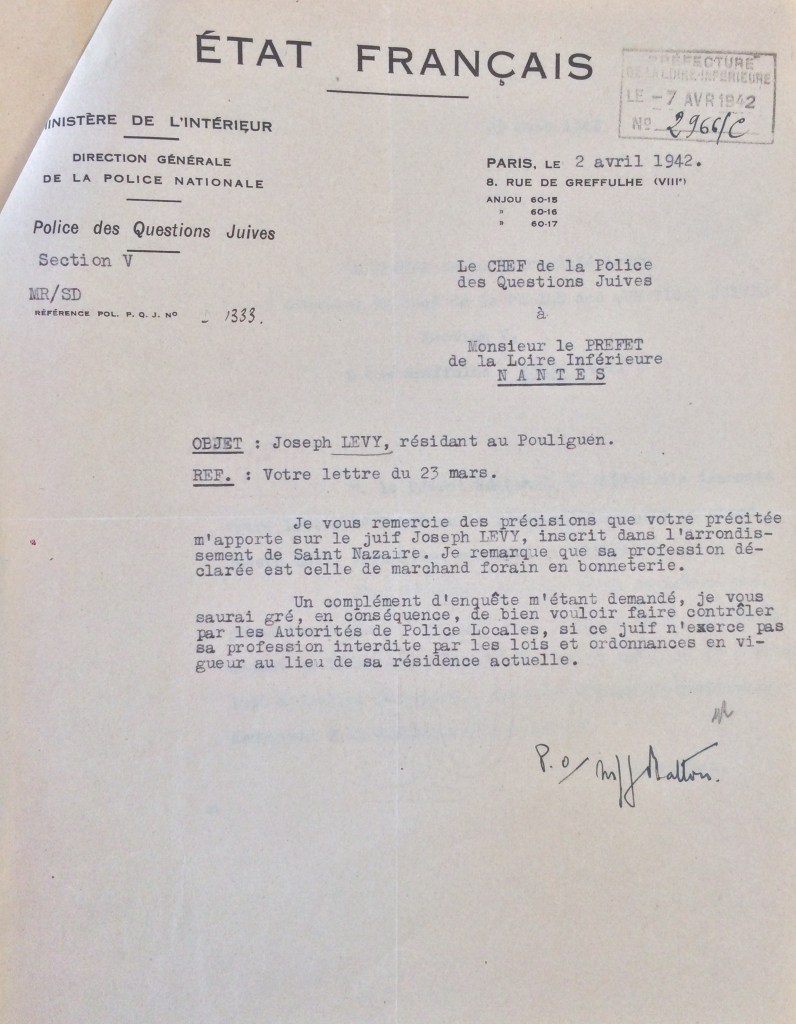 ÉTAT FRANÇAIS
PRÉFECTURE
DE LA LOIRE-INFÉRIEURE
LE -7 AVR 1942
No 2966/C
MINISTÈRE DE L'INTÉRIEUR
DIRECTION GÉNÉRALE
DE LA POLICE NATIONALE
Police des Questions Juives
Section V
MR/SD
RÉFÉRENCE POL. P. Q. J. No - 1333.
PARIS, LE 2 avril 1942.
8, RUE DE GREFFULHE (VIIIe)
ANJOU 60-15
» 60-16
» 60-17
Le CHEF de la Police
des Questions Juives
à
Monsieur le PREFET
de la Loire Inférieure
N A N T E S
OBJET : Joseph LEVY, résidant au Pouliguen.
REF. : Votre lettre du 23 mars.
Je vous remercie des précisions que votre précitée
m'apporte sur le juif Joseph LEVY, inscrit dans l'arrondis-
sement de Saint Nazaire. Je remarque que sa profession dé-
clarée est celle de marchand forain en bonneterie.
Un complément d'enquête m'étant demandé, je vous
saurai gré, en conséquence, de bien vouloir faire contrôler
par les Autorités de Police Locales, si ce juif n'exerce pas
sa profession interdite par les lois et ordonnances en vi-
gueur au lieu de sa résidence actuelle.
P.o/